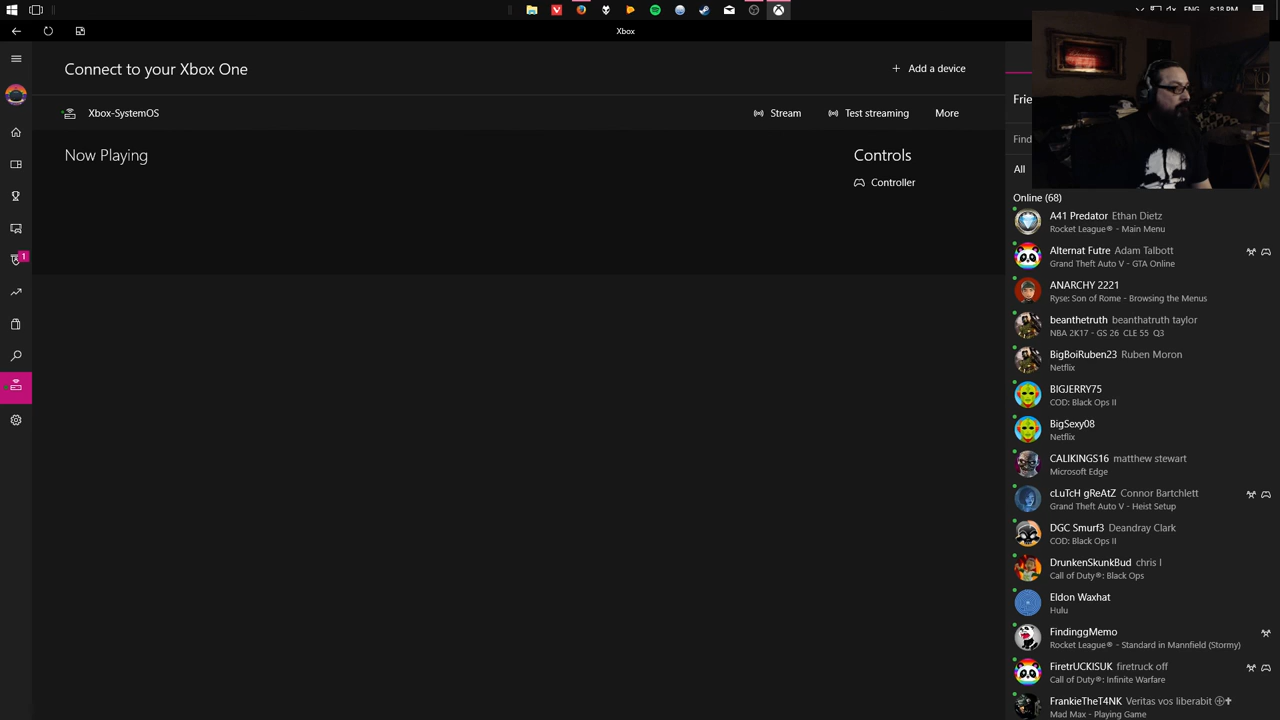 ENG
8:18 PM
Xbox
Connect to your Xbox One
+ Add a device
Xbox-SystemOS
Stream
Test streaming
More
Now Playing
Controls
Controller
1
Frie
Find
All
Online (68)
A41 Predator Ethan Dietz
Rocket League® - Main Menu
Alternat Futre Adam Talbott
Grand Theft Auto V - GTA Online
ANARCHY 2221
Ryse: Son of Rome - Browsing the Menus
beanthetruth beanthatruth taylor
NBA 2K17 - GS 26 CLE 55 Q3
BigBoiRuben23 Ruben Moron
Netflix
BIGJERRY75
COD: Black Ops II
BigSexy08
Netflix
CALIKINGS16 matthew stewart
Microsoft Edge
cLuTcH gReAtZ Connor Bartchlett
Grand Theft Auto V - Heist Setup
DGC Smurf3 Deandray Clark
COD: Black Ops II
DrunkenSkunkBud chris l
Call of Duty®: Black Ops
Eldon Waxhat
Hulu
FindinggMemo
Rocket League® - Standard in Mannfield (Stormy)
FiretrUCKISUK firetruck off
Call of Duty®: Infinite Warfare
FrankieTheT4NK Veritas vos liberabit
Mad Max - Playing Game